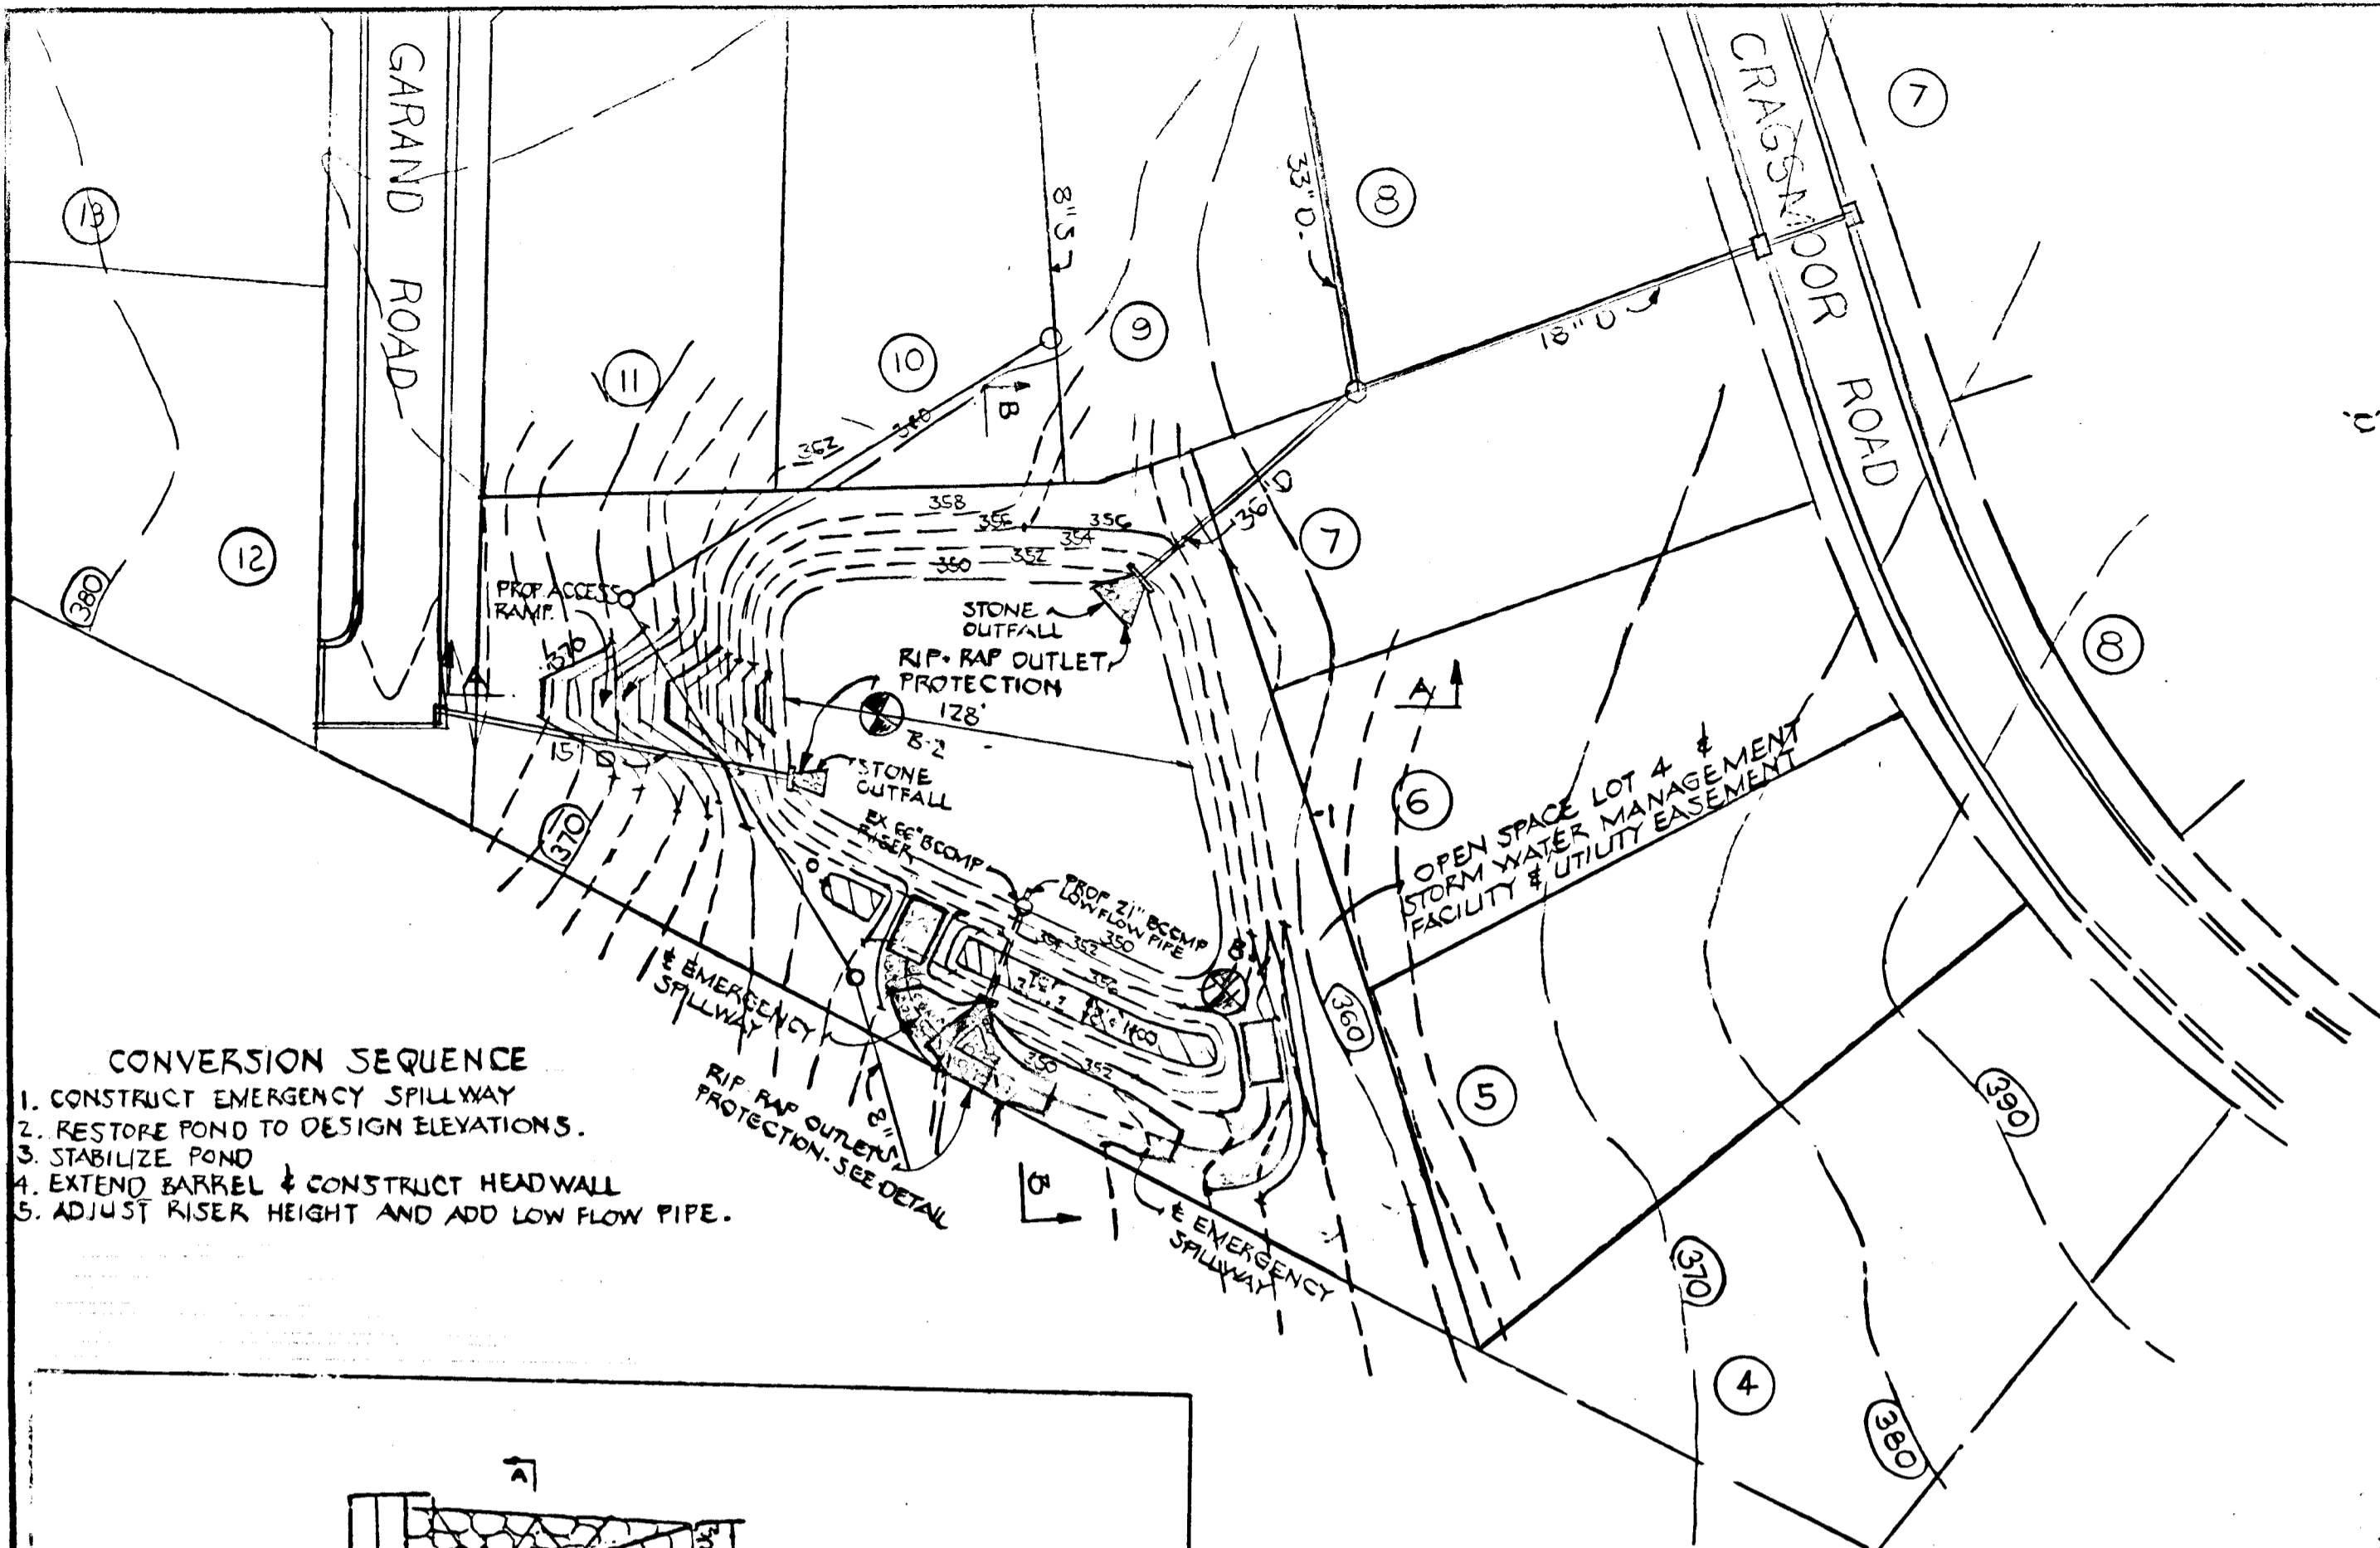 GARAND ROAD
CRAGSMOOR ROAD
7
13
8
8" S
33" D.
18" D
9
10
11
12
380
362
360
B
358
356
356
354
352
350
36" D
7
8
PROP. ACCESS
RAMP.
370
STONE
OUTFALL
RIP-RAP OUTLET
PROTECTION
128'
B-2
A
A
15" D
STONE
OUTFALL
370
EX 66" BCCMP
RISER
PROP 21" BCCMP
LOW FLOW PIPE
352
350
356
6
OPEN SPACE LOT 4 &
STORM WATER MANAGEMENT
FACILITY & UTILITY EASEMENT
℄ EMERGENCY
SPILLWAY
360
350
352
5
390
8"
RIP RAP OUTLET
PROTECTION-SEE DETAIL
B
℄ EMERGENCY
SPILLWAY
370
4
380
CONVERSION SEQUENCE
1. CONSTRUCT EMERGENCY SPILLWAY
2. RESTORE POND TO DESIGN ELEVATIONS.
3. STABILIZE POND
4. EXTEND BARREL & CONSTRUCT HEADWALL
5. ADJUST RISER HEIGHT AND ADD LOW FLOW PIPE.
A